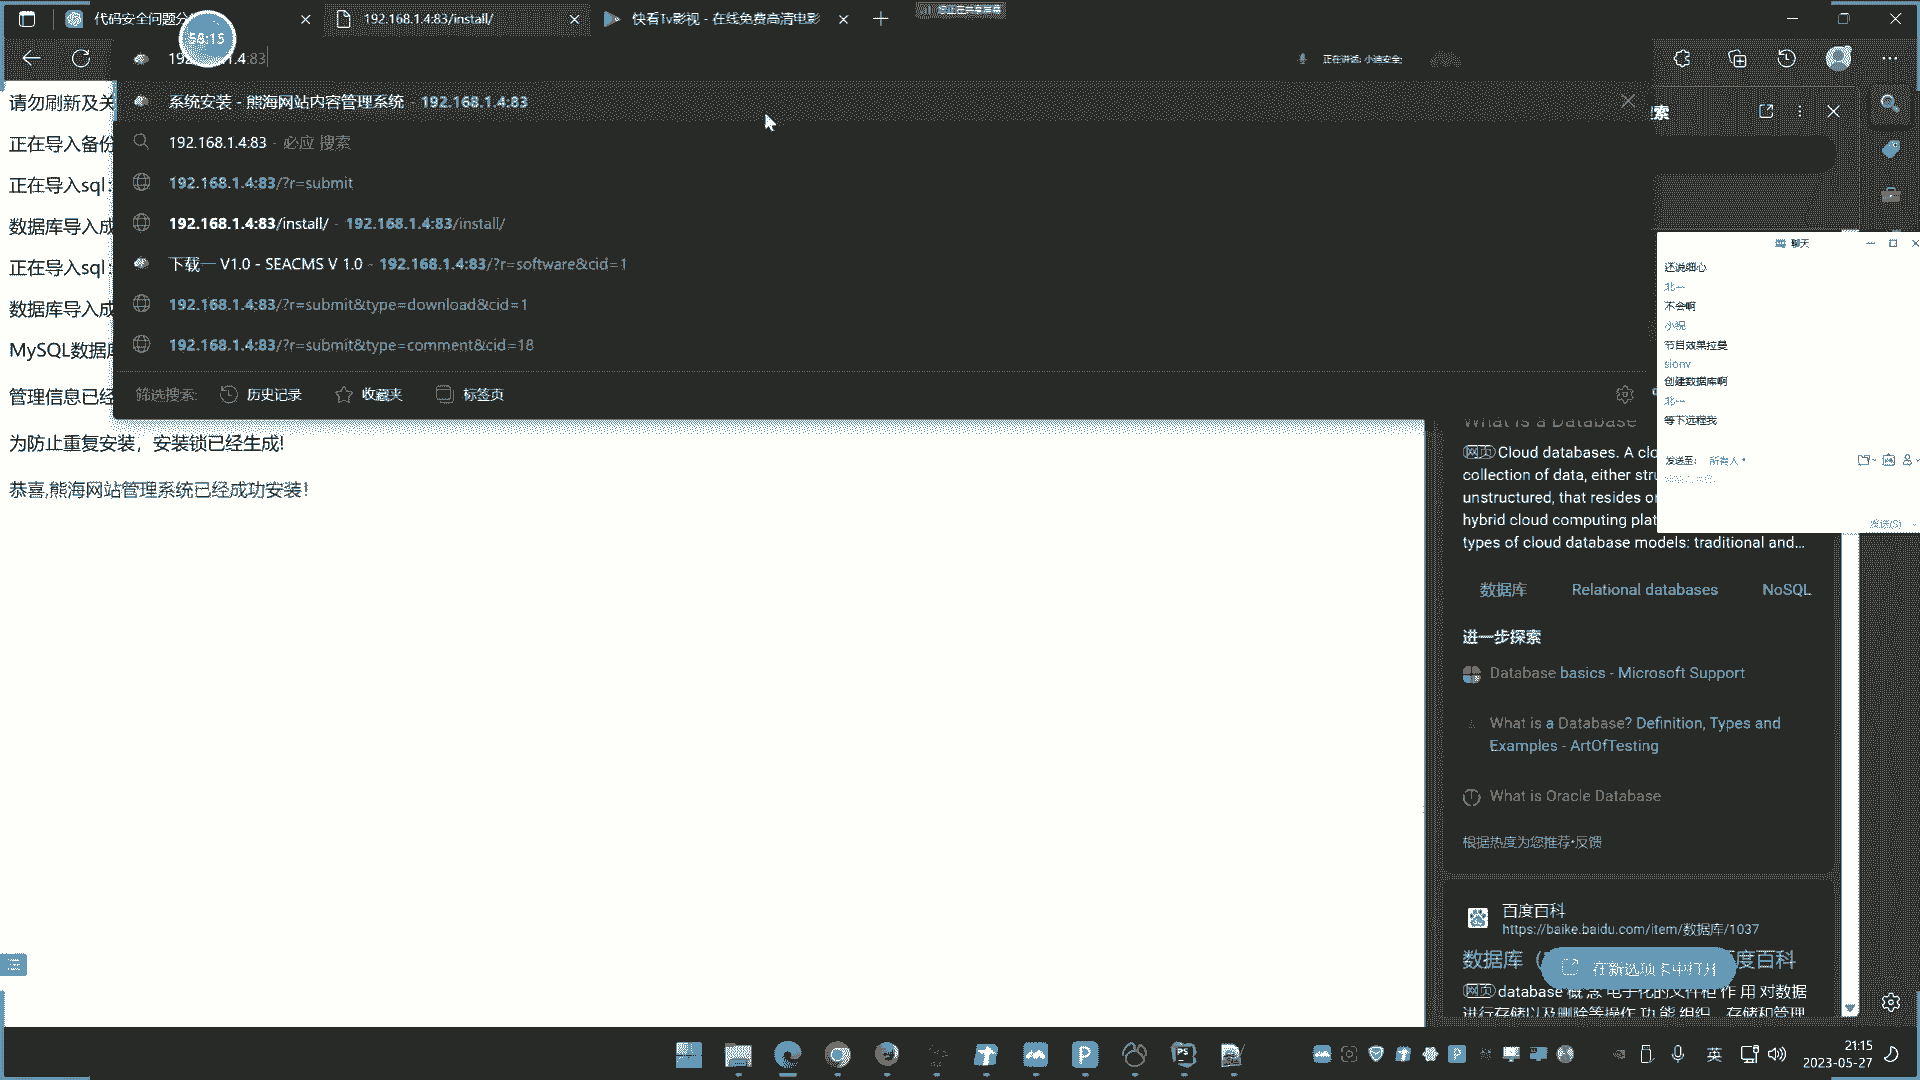 代码安全问题分
192.168.1.4:83/install/
快看Tv影视 - 在线免费高清电影
您正在共享屏幕
58:15
192
.4:83
正在讲话: 小迪安全;
请勿刷新及关
系统安装 - 熊海网站内容管理系统 - 192.168.1.4:83
索
正在导入备份
192.168.1.4:83 - 必应 搜索
正在导入sql:
192.168.1.4:83/?r=submit
数据库导入成
192.168.1.4:83/install/ - 192.168.1.4:83/install/
正在导入sql:
下载一 V1.0 - SEACMS V 1.0 - 192.168.1.4:83/?r=software&cid=1
数据库导入成
192.168.1.4:83/?r=submit&type=download&cid=1
MySQL数据库
192.168.1.4:83/?r=submit&type=comment&cid=18
管理信息已经
筛选搜索:
历史记录
收藏夹
标签页
为防止重复安装，安装锁已经生成!
恭喜,熊海网站管理系统已经成功安装!
聊天
还说细心
北一
不会啊
小倪
节目效果拉曼
sionv
创建数据库啊
北一
等下远程我
发送至:
所有人
发送(S)
What is a Database
网页 Cloud databases. A clo
collection of data, either stru
unstructured, that resides o
hybrid cloud computing plat
types of cloud database models: traditional and...
数据库
Relational databases
NoSQL
进一步探索
Database basics - Microsoft Support
What is a Database? Definition, Types and
Examples - ArtOfTesting
What is Oracle Database
根据热度为您推荐•反馈
百度百科
https://baike.baidu.com/item/数据库/1037
数据库（
度百科
在新选项卡中打开
网页 database 概 念 电子化的文件柜 作 用 对数据
进行存储以及删除等操作 功 能 组织、存储和管理
英
21:15
2023-05-27